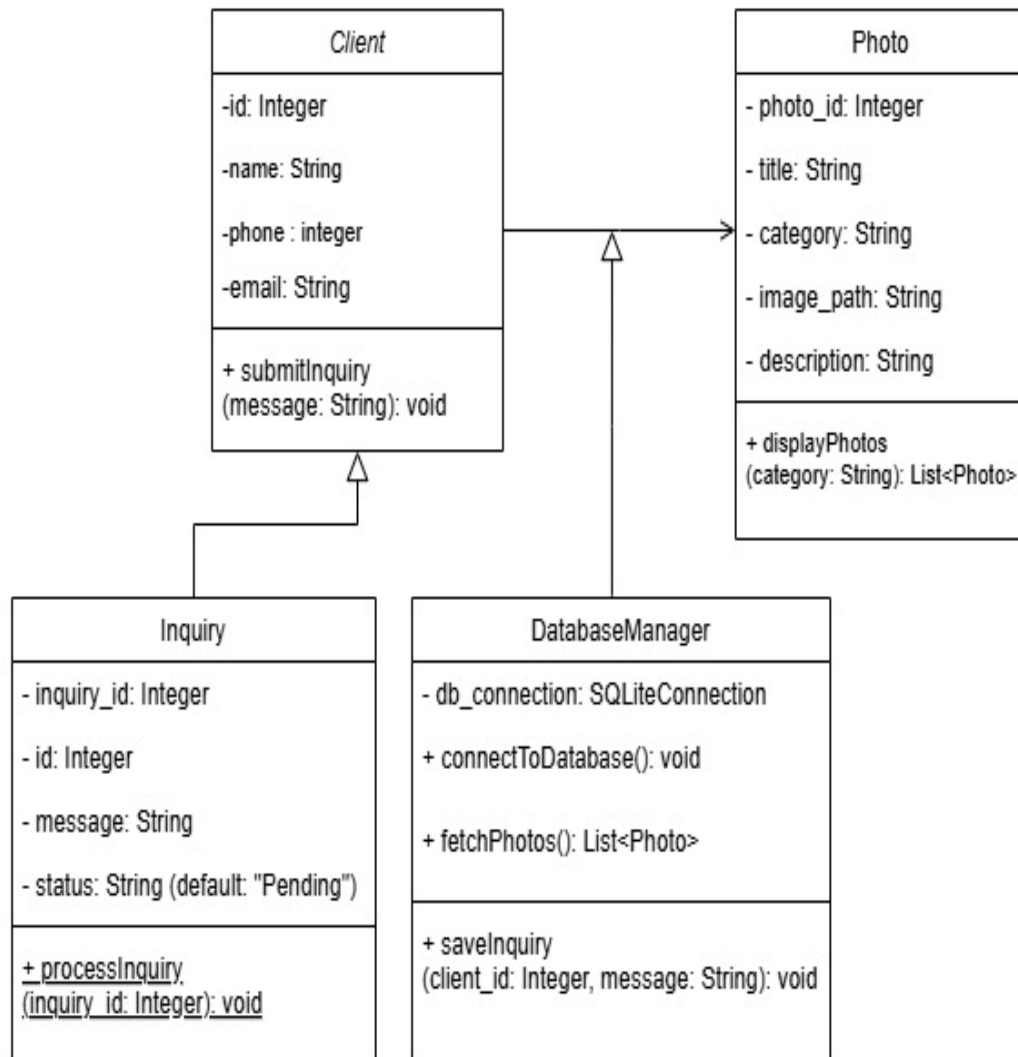 Client
-id: Integer
-name: String
-phone : integer
-email: String
+ submitInquiry
(message: String): void
Photo
- photo_id: Integer
- title: String
- category: String
- image_path: String
- description: String
+ displayPhotos
(category: String): List<Photo>
Inquiry
- inquiry_id: Integer
- id: Integer
- message: String
- status: String (default: "Pending")
+ processInquiry
(inquiry_id: Integer): void
DatabaseManager
- db_connection: SQLiteConnection
+ connectToDatabase(): void
+ fetchPhotos(): List<Photo>
+ saveInquiry
(client_id: Integer, message: String): void